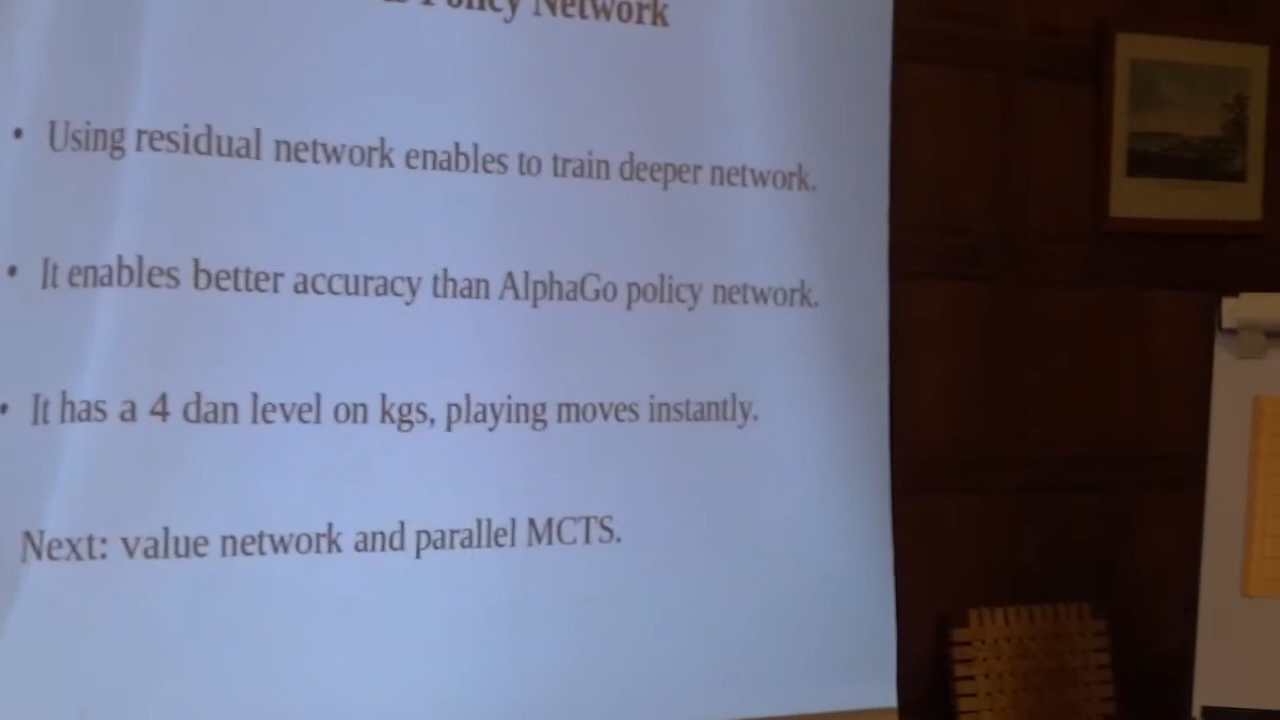 Policy Network
• Using residual network enables to train deeper network.
• It enables better accuracy than AlphaGo policy network.
• It has a 4 dan level on kgs, playing moves instantly.
Next: value network and parallel MCTS.